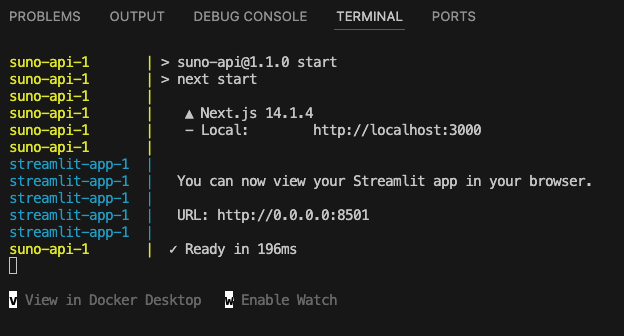 PROBLEMS OUTPUT DEBUG CONSOLE TERMINAL PORTS
suno-api-1 | > suno-api@1.1.0 start
suno-api-1 | > next start
suno-api-1 |
suno-api-1 | ▲ Next.js 14.1.4
suno-api-1 | - Local: http://localhost:3000
suno-api-1 |
streamlit-app-1 |
streamlit-app-1 | You can now view your Streamlit app in your browser.
streamlit-app-1 |
streamlit-app-1 | URL: http://0.0.0.0:8501
streamlit-app-1 |
suno-api-1 | ✓ Ready in 196ms
v View in Docker Desktop w Enable Watch